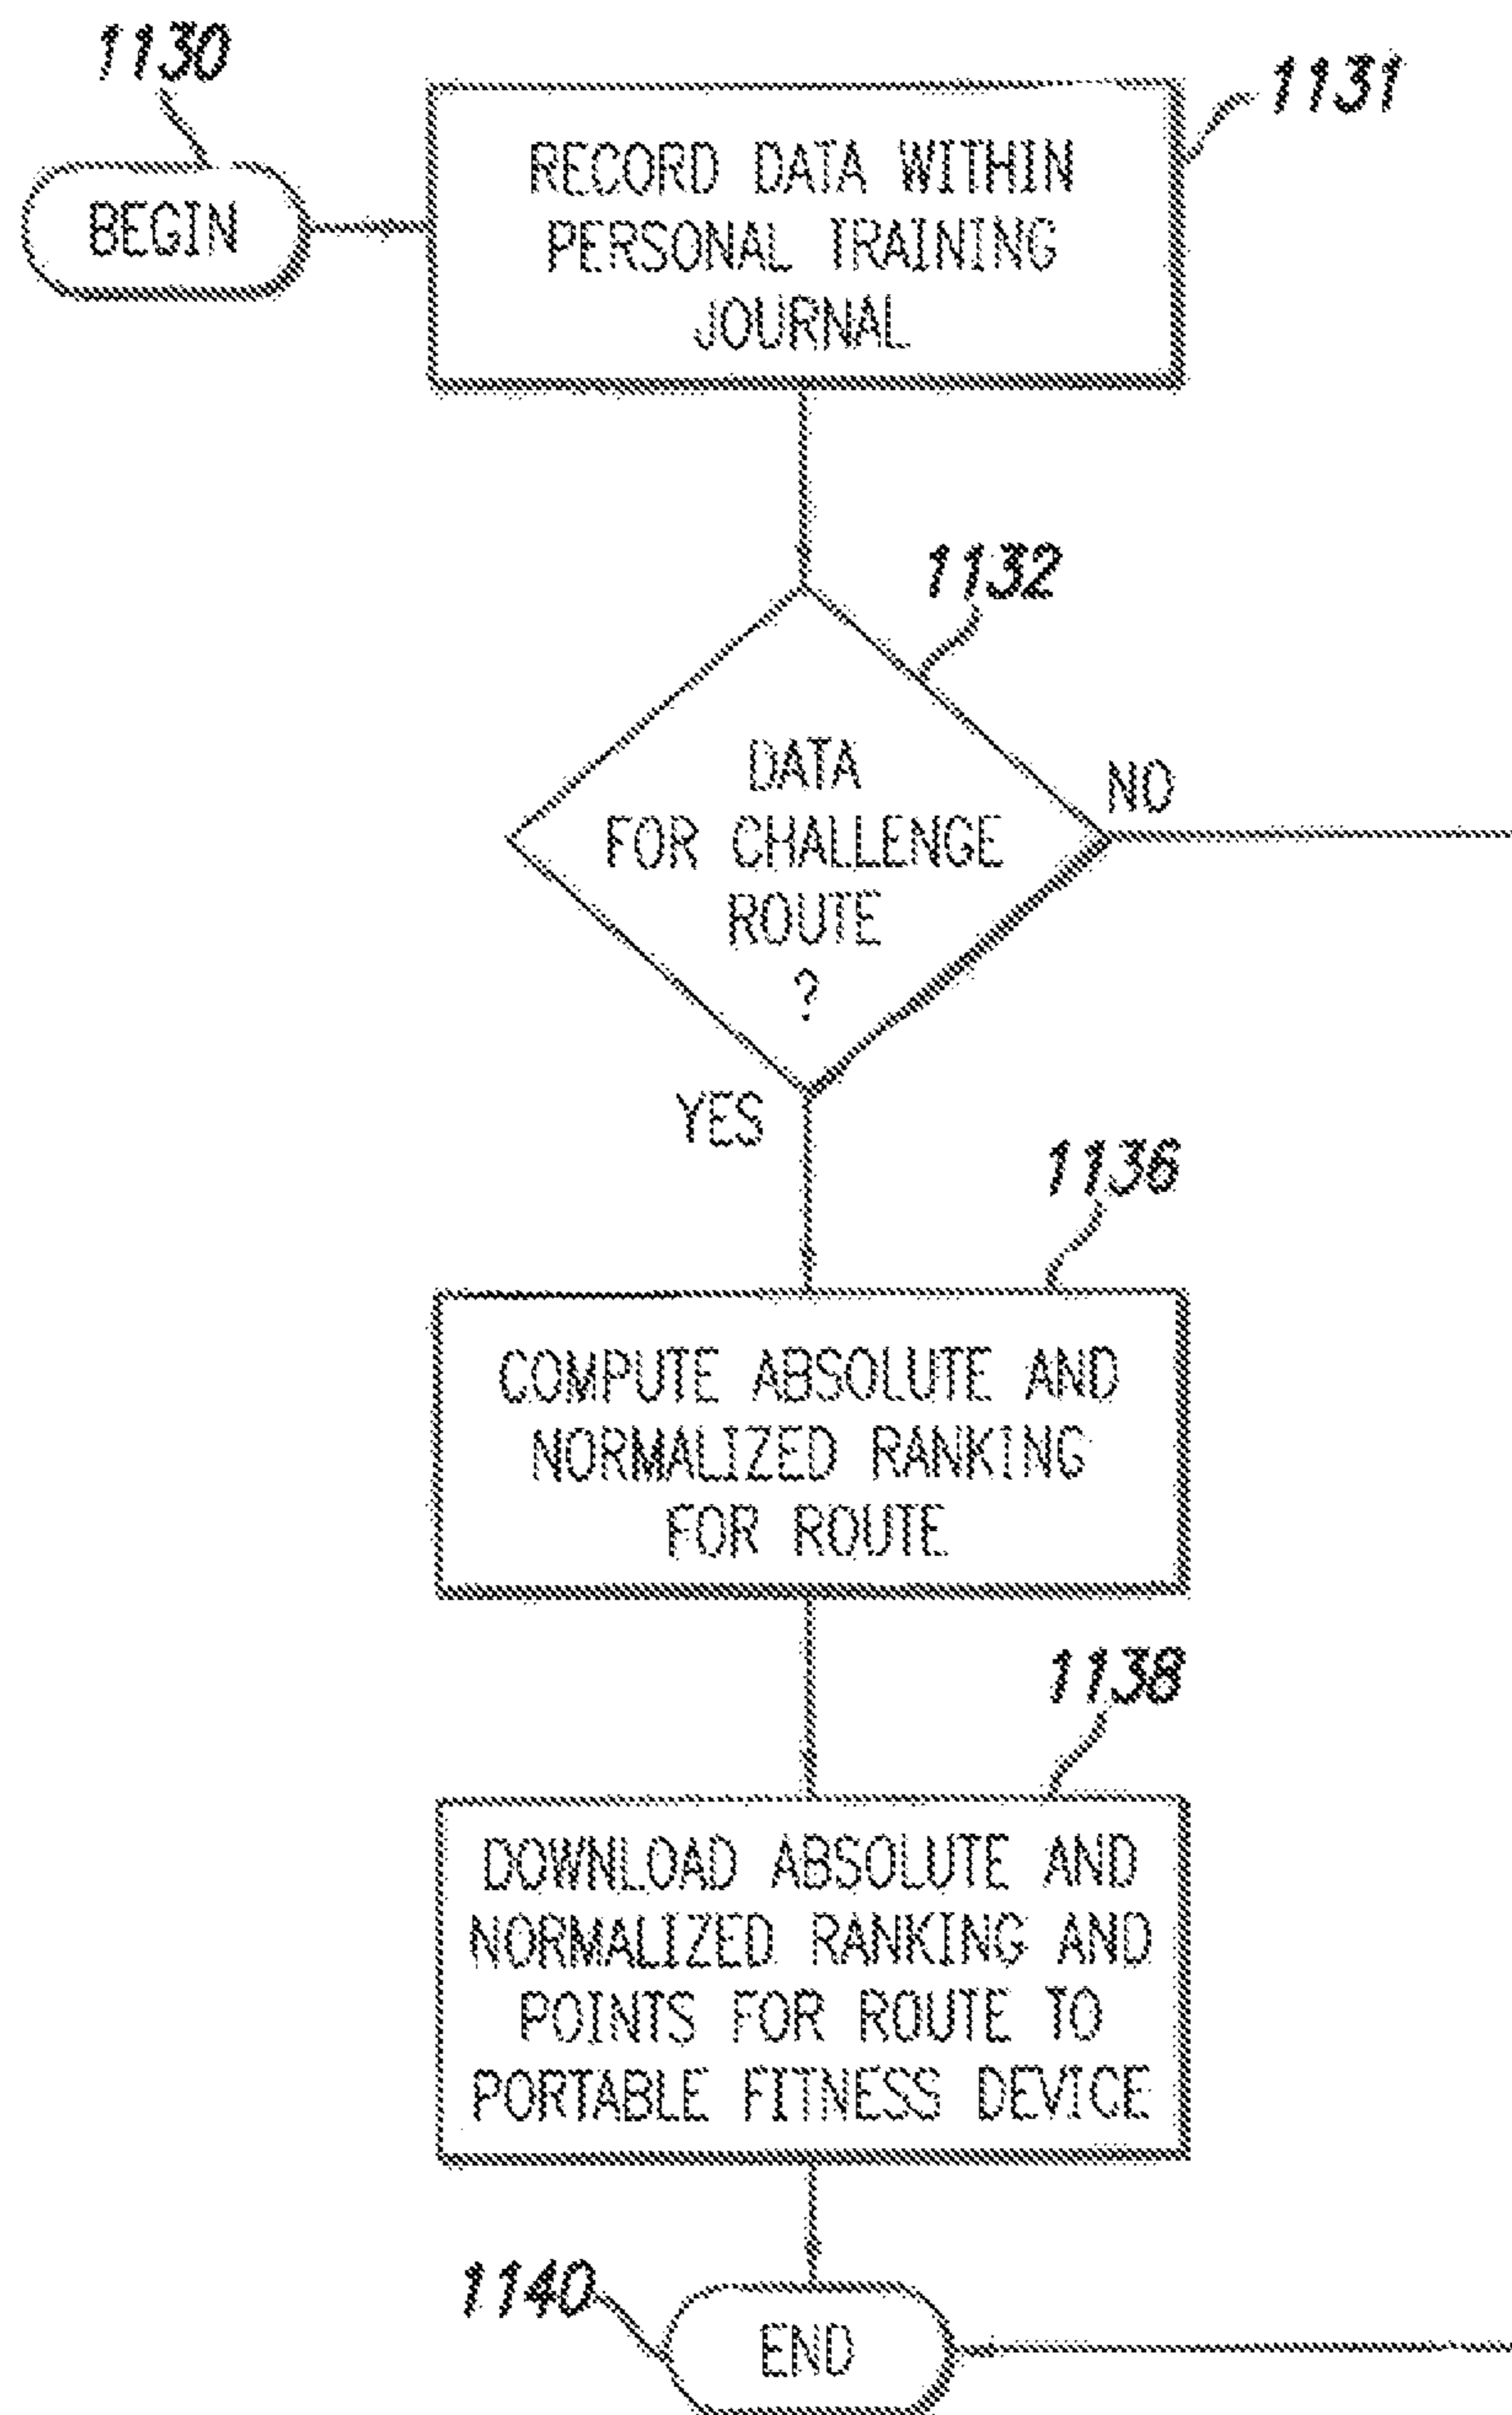 1130
BEGIN
1131
RECORD DATA WITHIN
PERSONAL TRAINING
JOURNAL
1132
DATA
FOR CHALLENGE
ROUTE
?
NO
YES
1136
COMPUTE ABSOLUTE AND
NORMALIZED RANKING
FOR ROUTE
1138
DOWNLOAD ABSOLUTE AND
NORMALIZED RANKING AND
POINTS FOR ROUTE TO
PORTABLE FITNESS DEVICE
1140
END